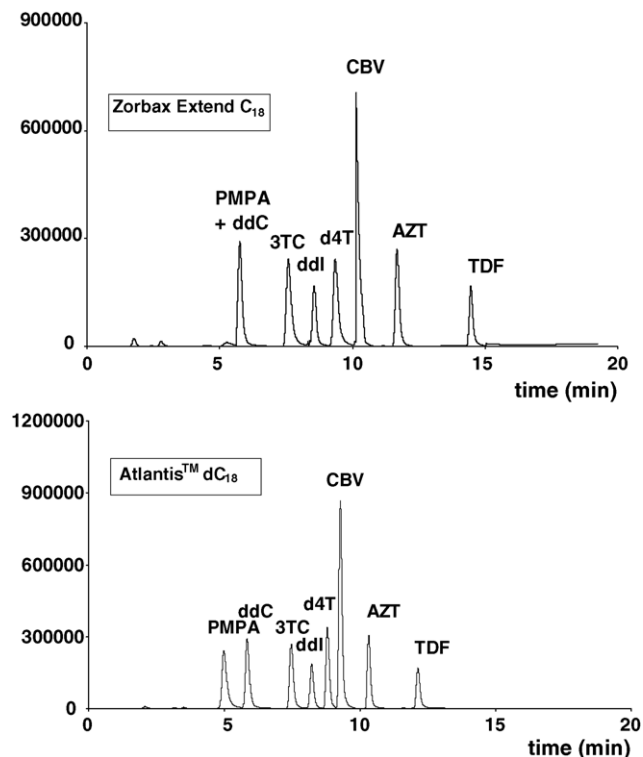 900000
CBV
Zorbax Extend C18
600000
PMPA
+ ddC
300000
3TC
d4T
AZT
ddI
TDF
0
0 5 10 15 20
time (min)
1200000
Atlantis™ dC18
CBV
900000
600000
d4T
ddC
AZT
PMPA
3TC
300000
ddI
TDF
0
0 5 10 15 20
time (min)